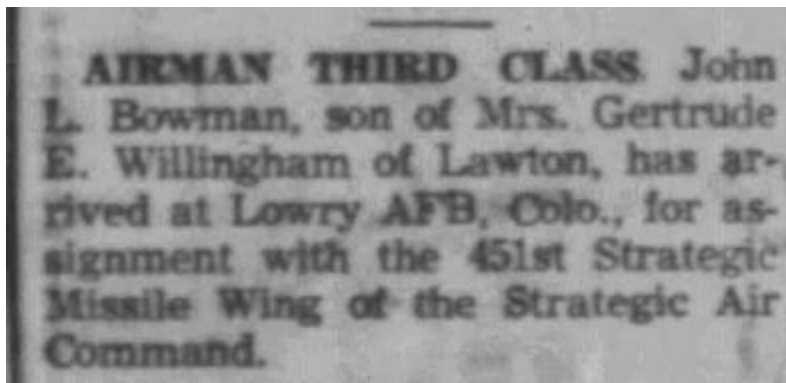 AIRMAN THIRD CLASS John
L. Bowman, son of Mrs. Gertrude
E. Willingham of Lawton, has ar-
rived at Lowry AFB, Colo., for as-
signment with the 451st Strategic
Missile Wing of the Strategic Air
Command.